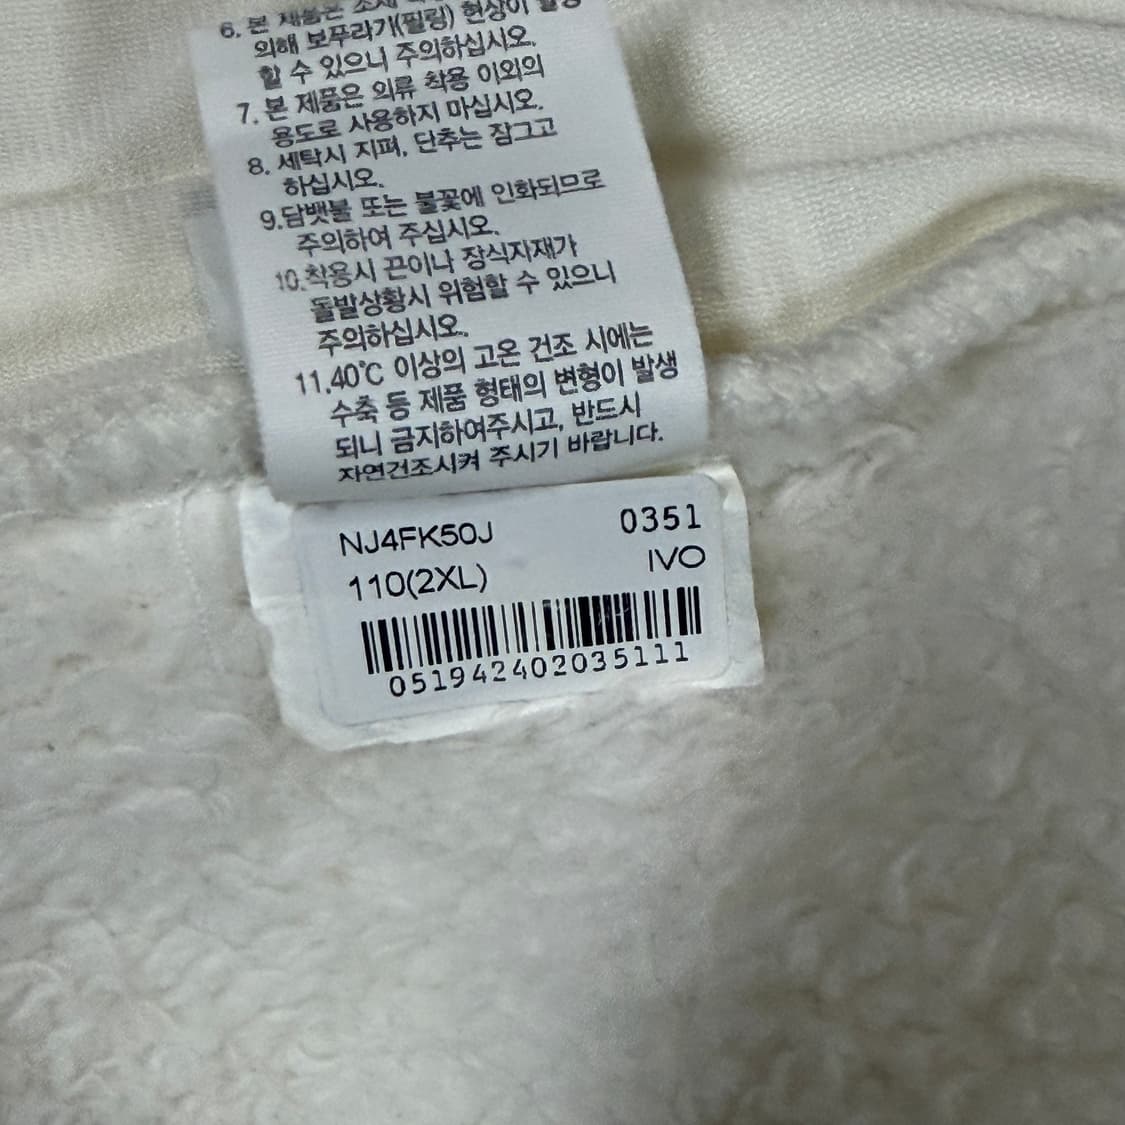 6. 본 제품은 소재
의해 보푸라기(필링) 현상이 발생
할 수 있으니 주의하십시오.
7. 본 제품은 의류 착용 이외의
용도로 사용하지 마십시오.
8. 세탁시 지퍼, 단추는 잠그고
하십시오.
9.담뱃불 또는 불꽃에 인화되므로
주의하여 주십시오.
10.착용시 끈이나 장식자재가
돌발상황시 위험할 수 있으니
주의하십시오.
11.40℃ 이상의 고온 건조 시에는
수축 등 제품 형태의 변형이 발생
되니 금지하여주시고, 반드시
자연건조시켜 주시기 바랍니다.
NJ4FK50J 0351
110(2XL) IVO
051942402035111